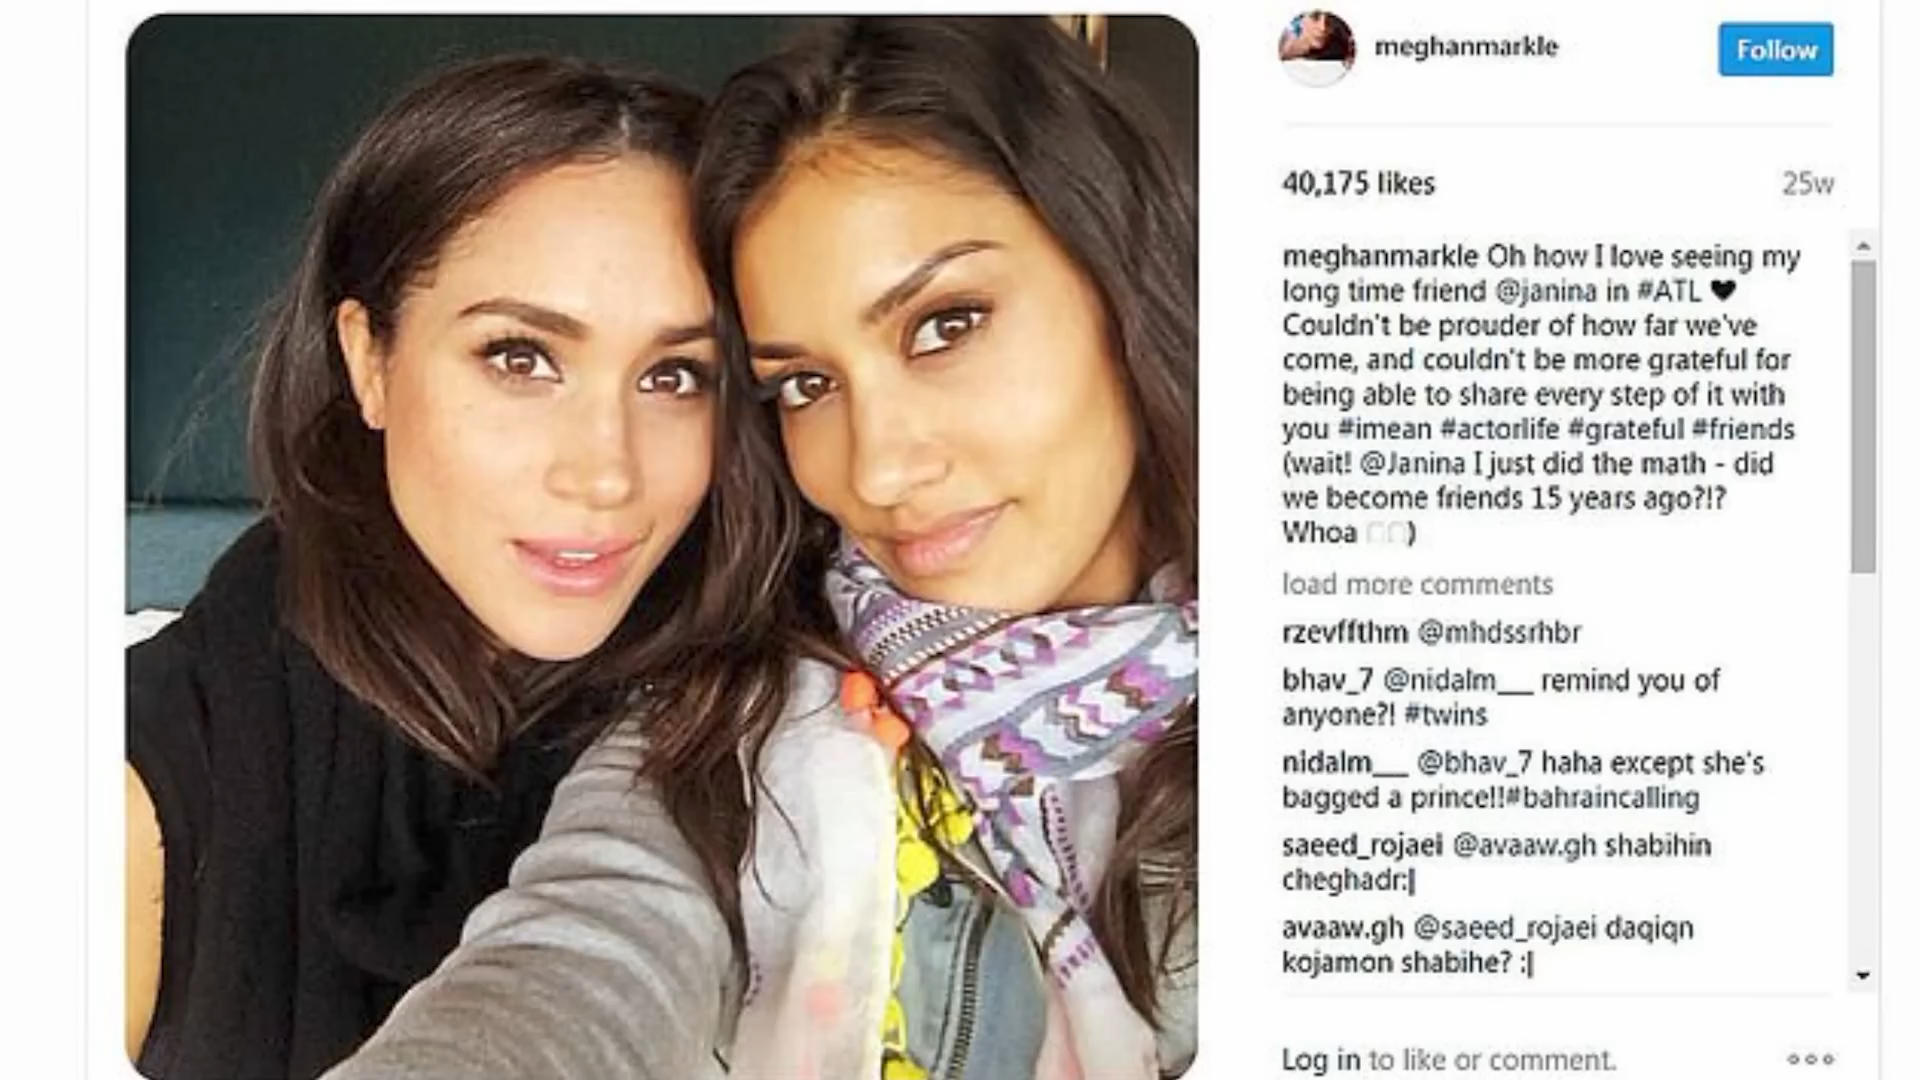 meghanmarkle
Follow
40,175 likes
25w
meghanmarkle Oh how I love seeing my
long time friend @janina in #ATL ♥
Couldn't be prouder of how far we've
come, and couldn't be more grateful for
being able to share every step of it with
you #imean #actorlife #grateful #friends
(wait! @Janina I just did the math - did
we become friends 15 years ago?!?
Whoa □□)
load more comments
rzevffthm @mhdssrhbr
bhav_7 @nidalm__ remind you of
anyone?! #twins
nidalm__ @bhav_7 haha except she's
bagged a prince!!#bahraincalling
saeed_rojaei @avaaw.gh shabihin
cheghadr:|
avaaw.gh @saeed_rojaei daqiqn
kojamon shabihe? :|
Log in to like or comment.